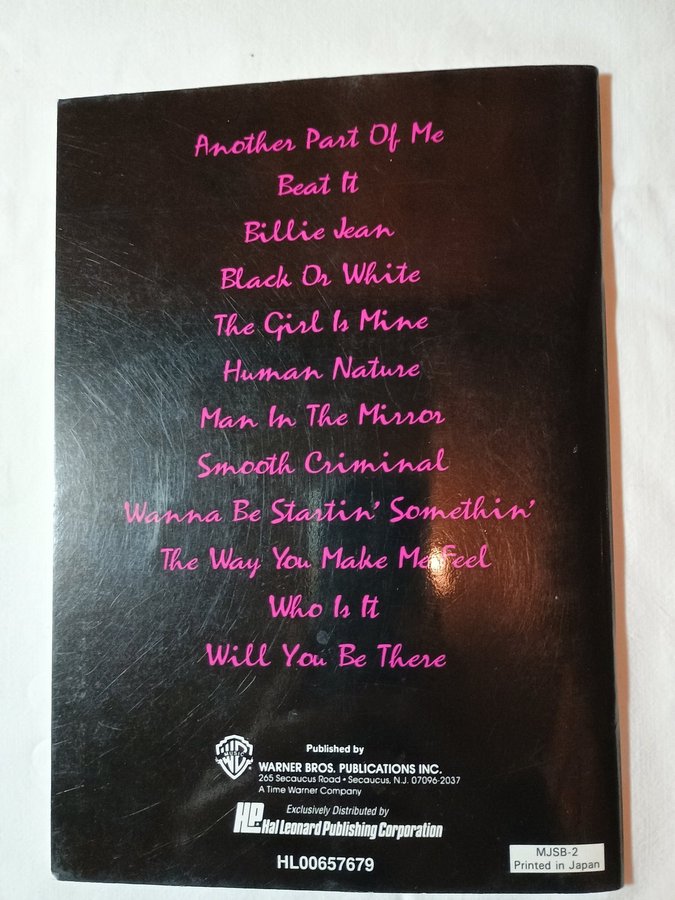 Another Part Of Me
Beat It
Billie Jean
Black Or White
The Girl Is Mine
Human Nature
Man In The Mirror
Smooth Criminal
Wanna Be Startin' Somethin'
The Way You Make Me Feel
Who Is It
Will You Be There
WB
MUSIC
Published by
WARNER BROS. PUBLICATIONS INC.
265 Secaucus Road • Secaucus, N.J. 07096-2037
A Time Warner Company
Exclusively Distributed by
Hal Leonard Publishing Corporation
HL00657679
MJSB-2
Printed in Japan